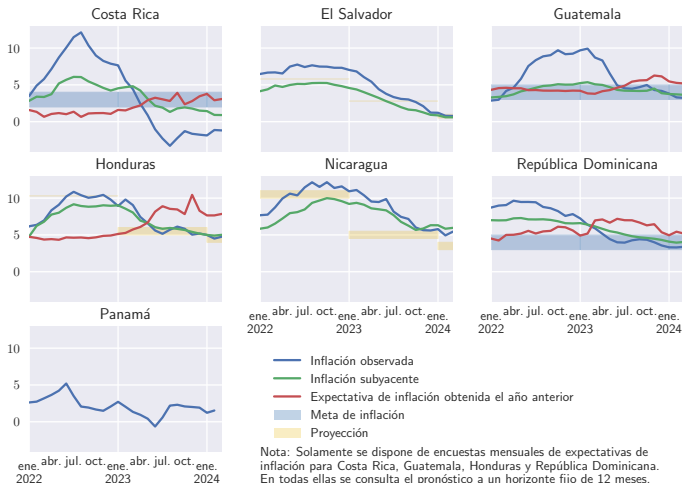 Costa Rica
El Salvador
Guatemala
10
5
0
Honduras
Nicaragua
República Dominicana
10
5
0
ene. abr. jul. oct. ene. abr. jul. oct. ene.
2022 2023 2024
ene. abr. jul. oct. ene. abr. jul. oct. ene.
2022 2023 2024
Panamá
10
5
0
ene. abr. jul. oct. ene. abr. jul. oct. ene.
2022 2023 2024
Inflación observada
Inflación subyacente
Expectativa de inflación obtenida el año anterior
Meta de inflación
Proyección
Nota: Solamente se dispone de encuestas mensuales de expectativas de
inflación para Costa Rica, Guatemala, Honduras y República Dominicana.
En todas ellas se consulta el pronóstico a un horizonte fijo de 12 meses.